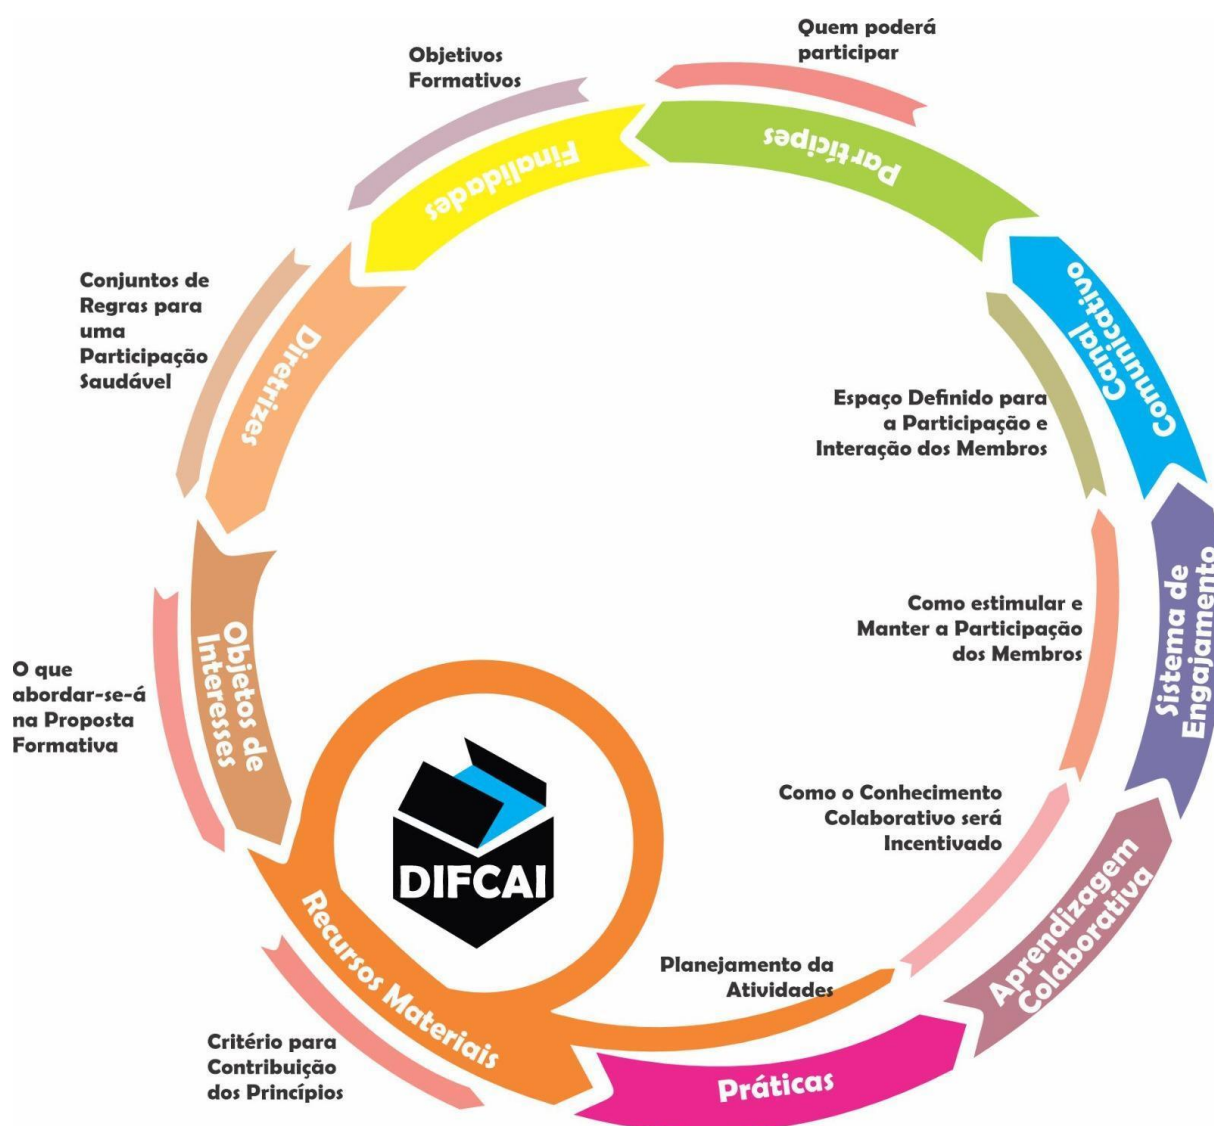 Quem poderá
participar
Partícipes
Objetivos
Formativos
Finalidades
Conjuntos de
Regras para
uma
Participação
Saudável
Diretrizes
O que
abordar-se-á
na Proposta
Formativa
Objetos de
Interesses
Critério para
Contribuição
dos Princípios
Recursos Materiais
DIFCAI
Planejamento da
Atividades
Práticas
Como o Conhecimento
Colaborativo será
Incentivado
Aprendizagem
Colaborativa
Como estimular e
Manter a Participação
dos Membros
Sistema de
Engajamento
Espaço Definido para
a Participação e
Interação dos Membros
Canal
Comunicativo